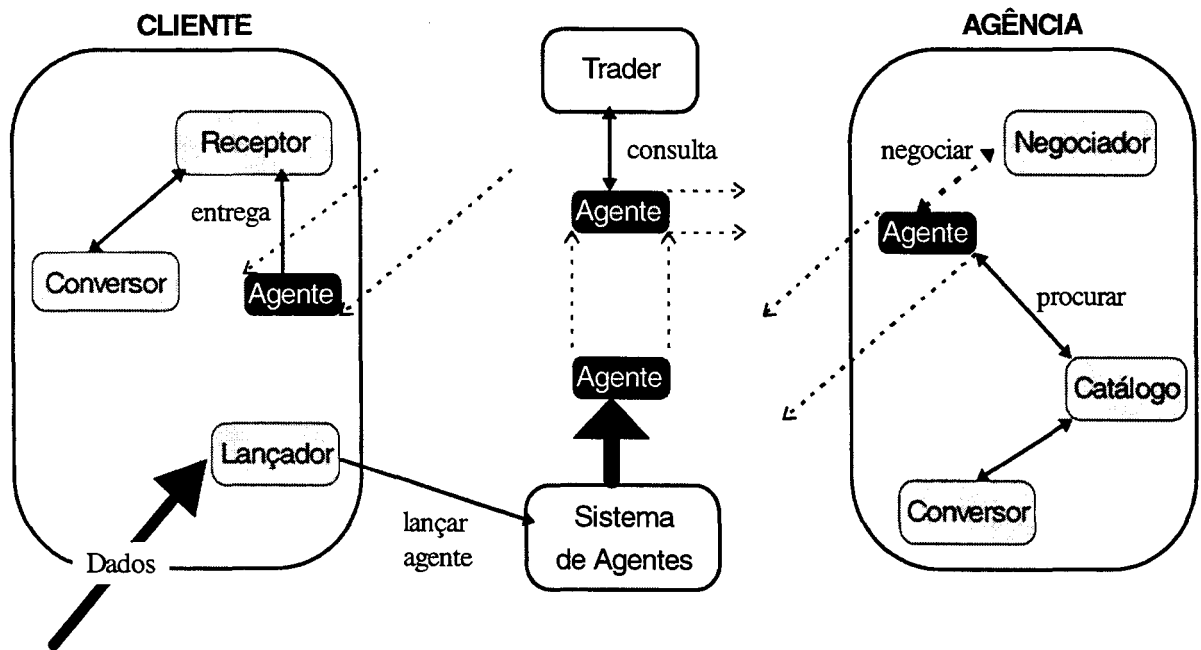 CLIENTE
AGÊNCIA
Trader
Receptor
consulta
negociar
Negociador
entrega
Agente
Agente
Conversor
Agente
procurar
Agente
Catálogo
Lançador
Conversor
lançar
agente
Sistema
de Agentes
Dados